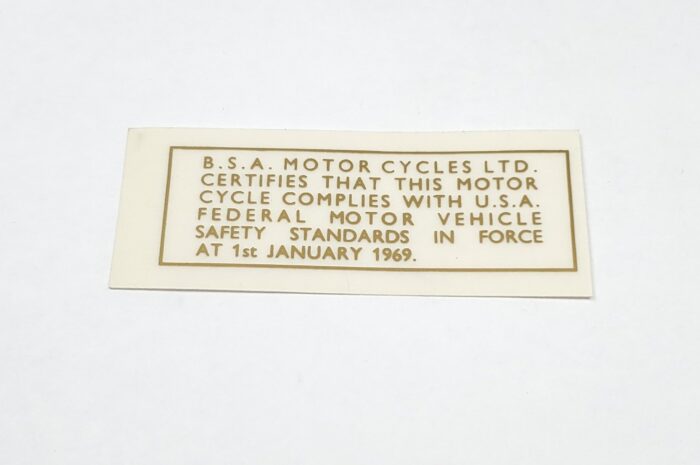 B.S.A. MOTOR CYCLES LTD.
CERTIFIES THAT THIS MOTOR
CYCLE COMPLIES WITH U.S.A.
FEDERAL MOTOR VEHICLE
SAFETY STANDARDS IN FORCE
AT 1st JANUARY 1969.